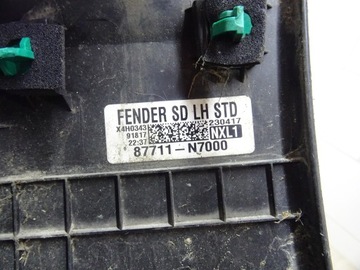 FENDER SD LH STD
X4H0343 230417
91817 NXL1
22:37
87711-N7000